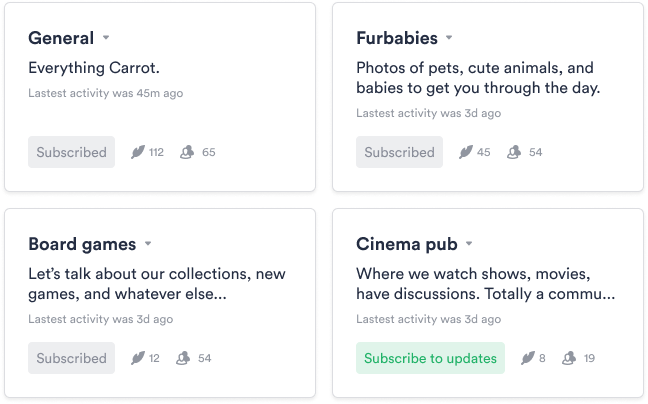 General
Everything Carrot.
Lastest activity was 45m ago
Subscribed 112 65
Furbabies
Photos of pets, cute animals, and
babies to get you through the day.
Lastest activity was 3d ago
Subscribed 45 54
Board games
Let’s talk about our collections, new
games, and whatever else...
Lastest activity was 3d ago
Subscribed 12 54
Cinema pub
Where we watch shows, movies,
have discussions. Totally a commu...
Lastest activity was 3d ago
Subscribe to updates 8 19